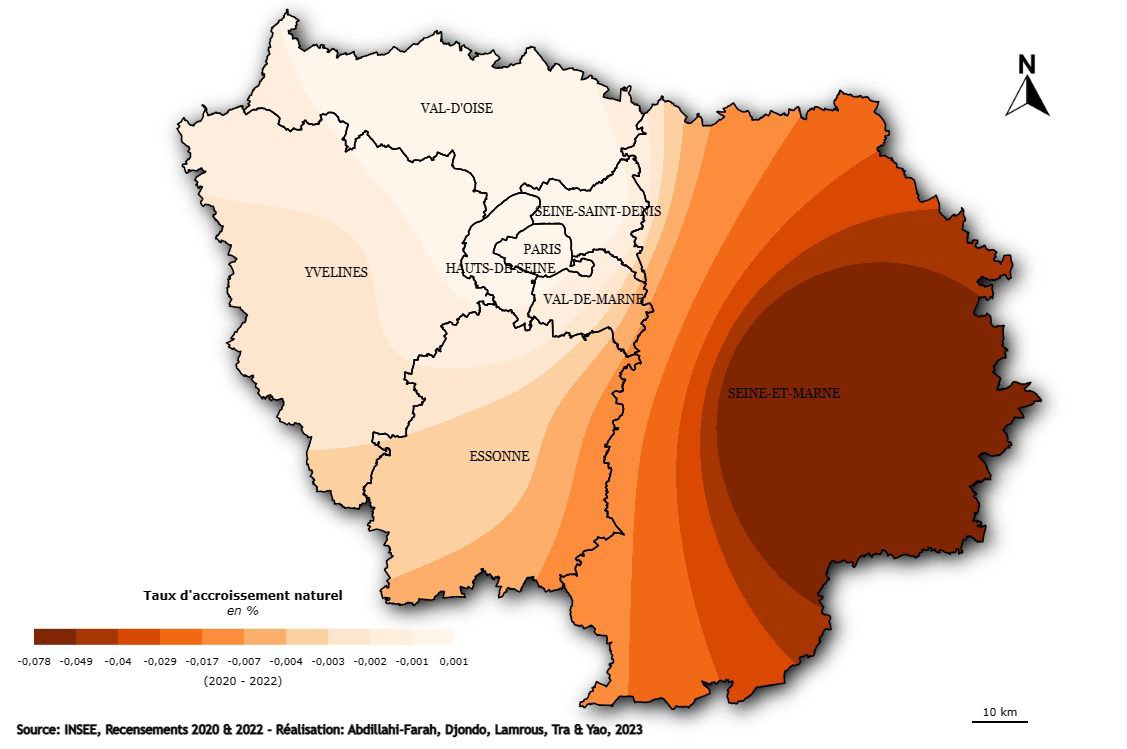 N
VAL-D'OISE
SEINE-SAINT-DENIS
PARIS
HAUTS-DE-SEINE
YVELINES
VAL-DE-MARNE
SEINE-ET-MARNE
ESSONNE
Taux d'accroissement naturel
en %
-0,078 -0,049 -0,04 -0,029 -0,017 -0,007 -0,004 -0,003 -0,002 -0,001 0,001
(2020 - 2022)
10 km
Source: INSEE, Recensements 2020 & 2022 - Réalisation: Abdillahi-Farah, Djondo, Lamrous, Tra & Yao, 2023